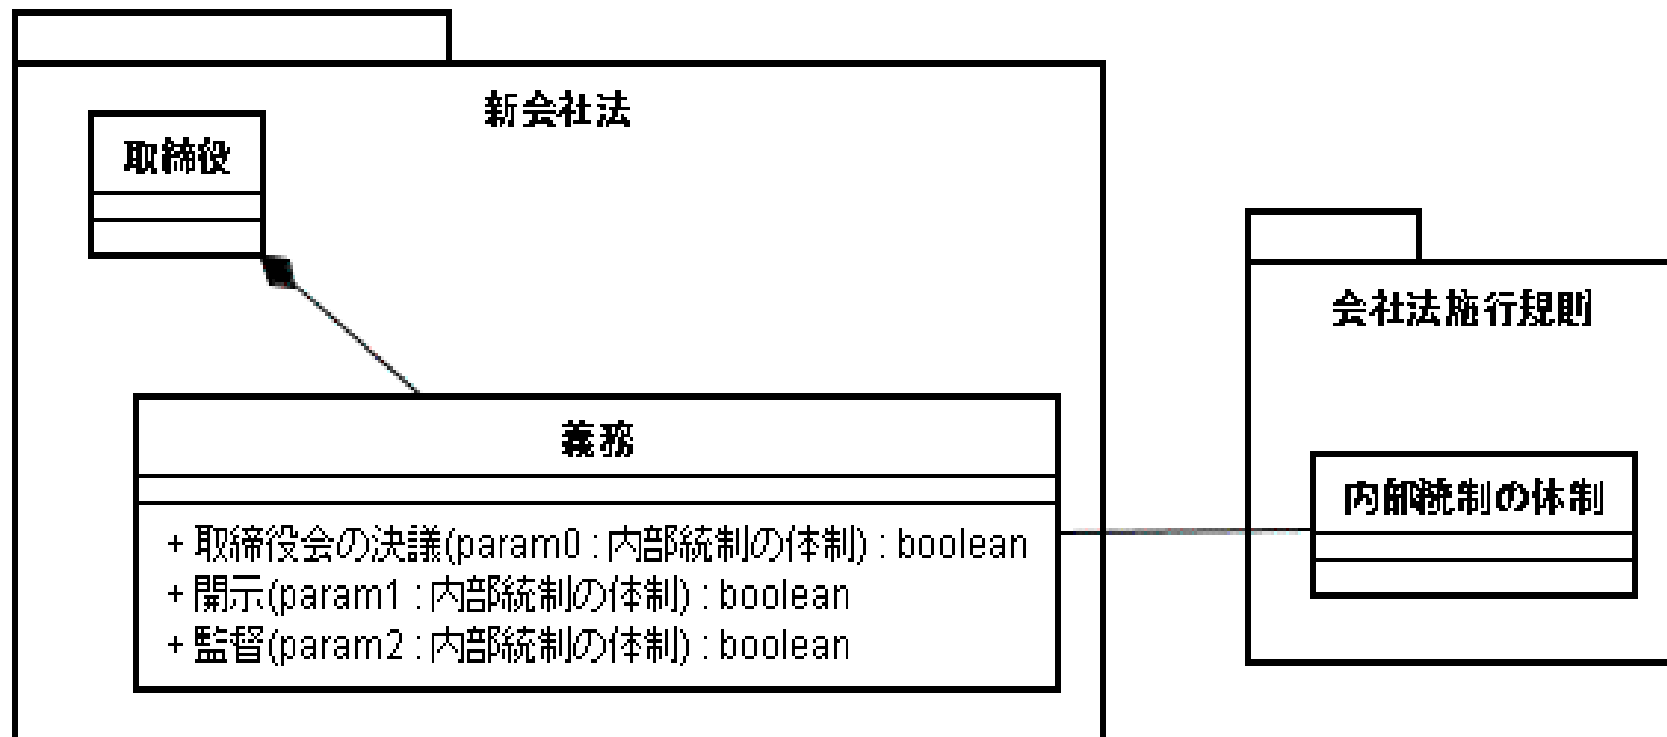 新会社法
取締役
会社法施行規則
義務
内部統制の体制
+ 取締役会の決議(param0 : 内部統制の体制) : boolean
+ 開示(param1 : 内部統制の体制) : boolean
+ 監督(param2 : 内部統制の体制) : boolean